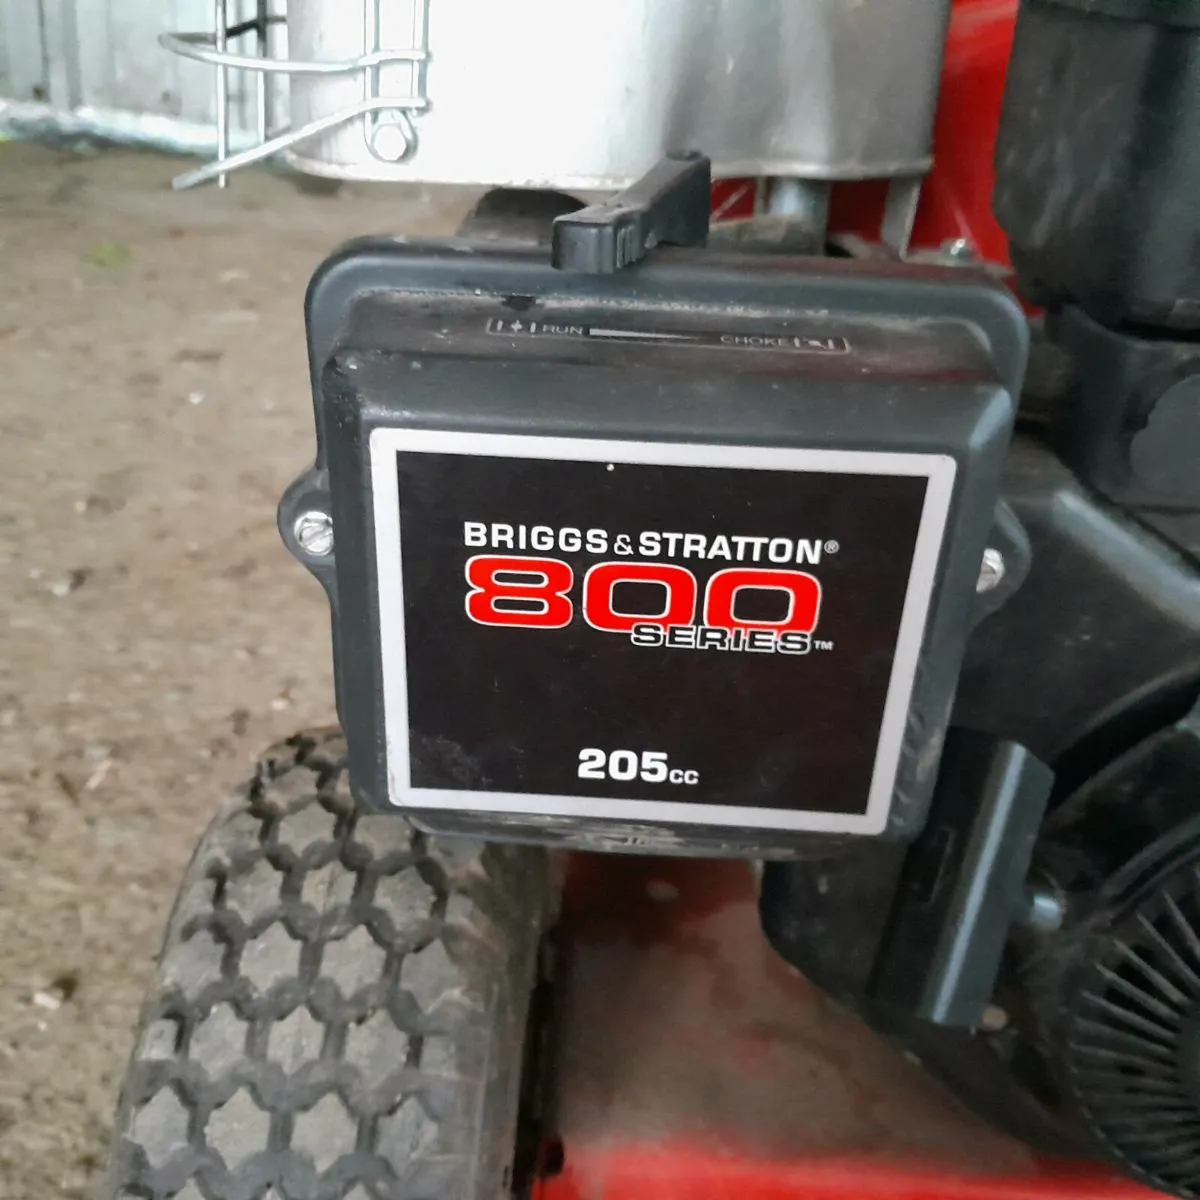 RUN CHOKE
BRIGGS & STRATTON®
800
SERIES™
205cc